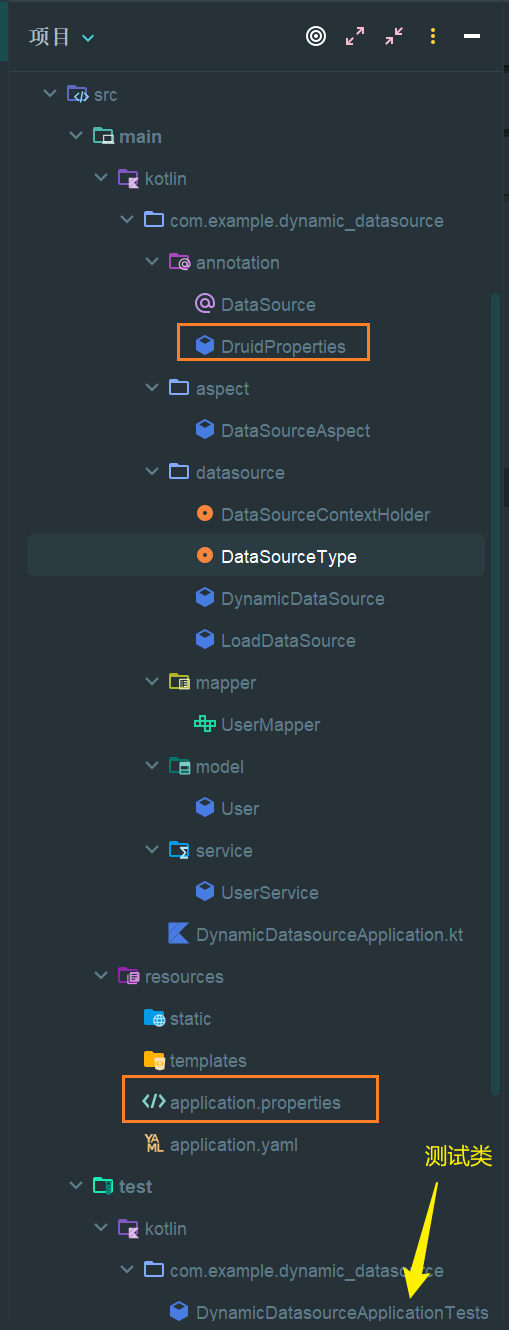 项目
src
main
kotlin
com.example.dynamic_datasource
annotation
DataSource
DruidProperties
aspect
DataSourceAspect
datasource
DataSourceContextHolder
DataSourceType
DynamicDataSource
LoadDataSource
mapper
UserMapper
model
User
service
UserService
DynamicDatasourceApplication.kt
resources
static
templates
application.properties
YAML application.yaml
测试类
test
kotlin
com.example.dynamic_datasource
DynamicDatasourceApplicationTests